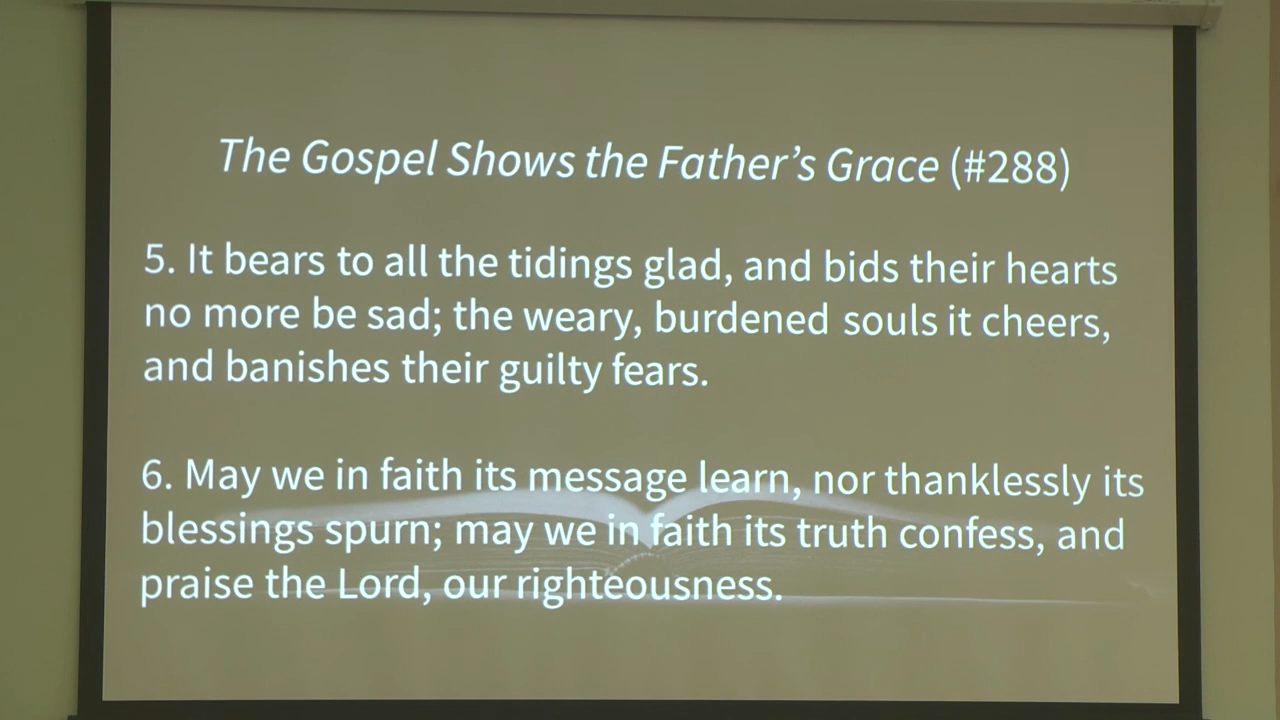 The Gospel Shows the Father’s Grace (#288)
5. It bears to all the tidings glad, and bids their hearts
no more be sad; the weary, burdened souls it cheers,
and banishes their guilty fears.
6. May we in faith its message learn, nor thanklessly its
blessings spurn; may we in faith its truth confess, and
praise the Lord, our righteousness.